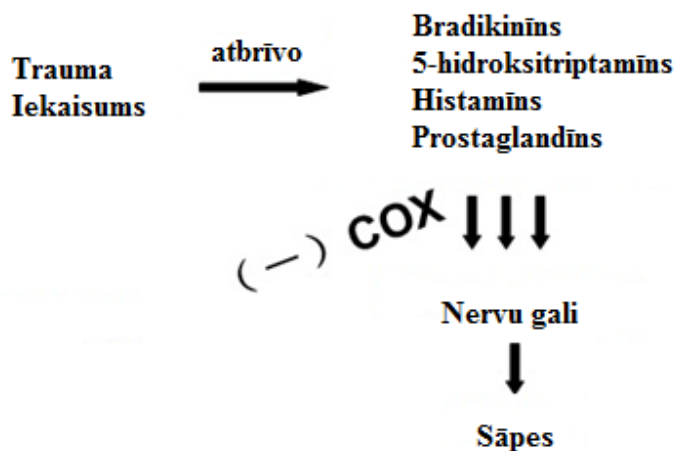 Trauma
Iekaisums
atbrīvo
Bradikinīns
5-hidroksitriptamīns
Histamīns
Prostaglandīns
(—) COX
Nervu gali
Sāpes